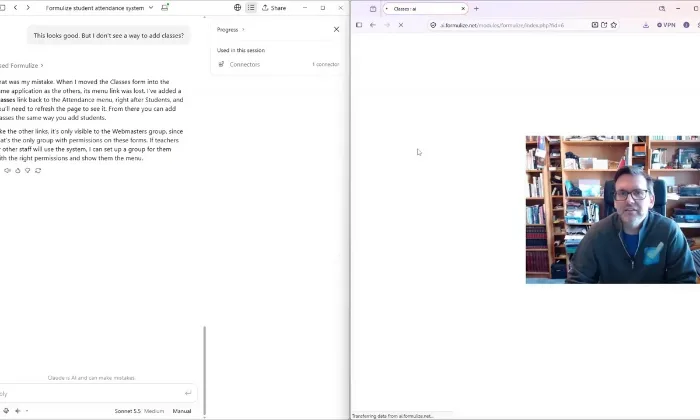 Formulize student attendance system
Share
This looks good. But I don't see a way to add classes?
sed Formulize
hat was my mistake. When I moved the Classes form into the
ame application as the others, its menu link was lost. I've added a
lasses link back to the Attendance menu, right after Students, and
ou'll need to refresh the page to see it. From there you can add
lasses the same way you add students.
ike the other links, it's only visible to the Webmasters group, since
hat's the only group with permissions on these forms. If teachers
r other staff will use the system, I can set up a group for them
ith the right permissions and show them the menu.
Claude is AI and can make mistakes.
eply
Sonnet 5.5 Medium
Manual
Progress
Used in this session
Connectors
1 connector
Classes : ai
ai.formulize.net/modules/formulize/index.php?fid=6
VPN
Transferring data from ai.formulize.net...